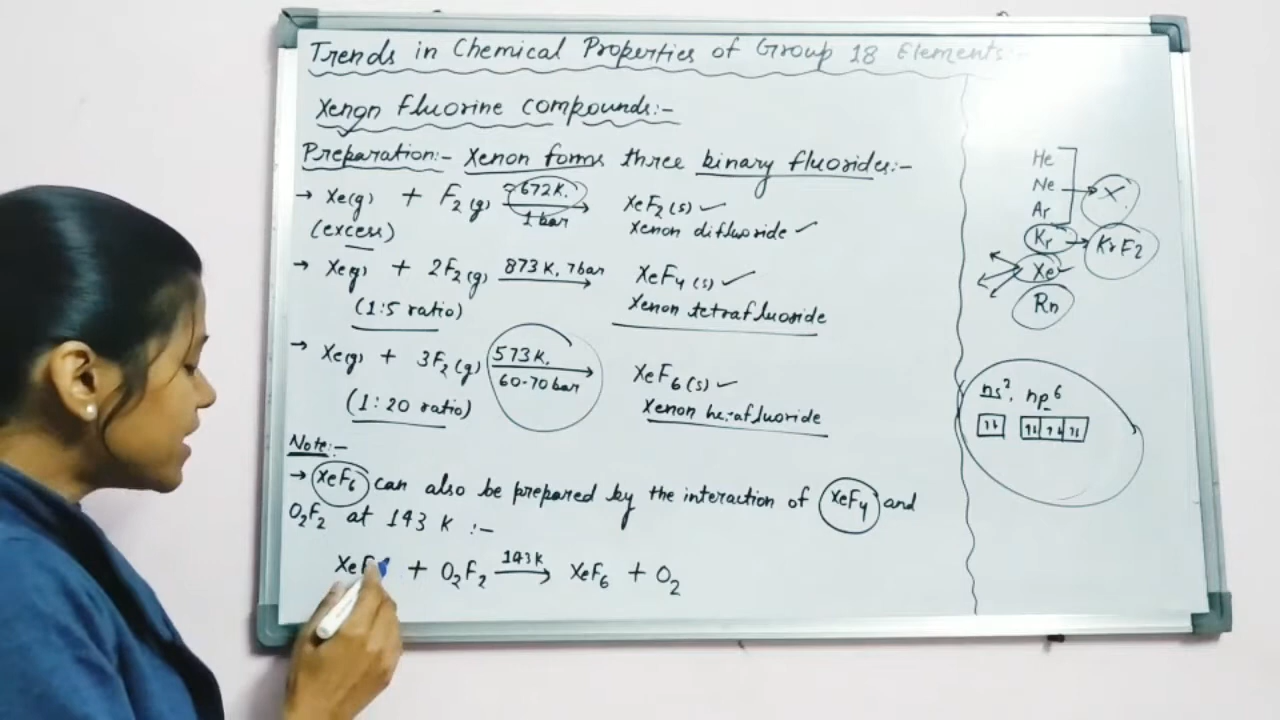 Trends in Chemical Properties of Group 18 Elements:-
Xenon Fluorine compounds:-
Preparation:- Xenon forms three binary fluorides:-
→ Xe(g) + F₂(g) 672K, 1 bar XeF₂(s) ✓
(excess) Xenon difluoride ✓
→ Xe(g) + 2F₂(g) 873K, 7bar → XeF₄(s) ✓
(1:5 ratio) Xenon tetrafluoride
→ Xe(g) + 3F₂(g) 573K, 60-70 bar → XeF₆(s) ✓
(1:20 ratio) Xenon hexafluoride
Note:-
→ XeF₆ can also be prepared by the interaction of XeF₄ and
O₂F₂ at 143 K :-
XeF + O₂F₂ 143K → XeF₆ + O₂
He
Ne → X
Ar
Kr → KrF₂
Xe
Rn
ns², np⁶